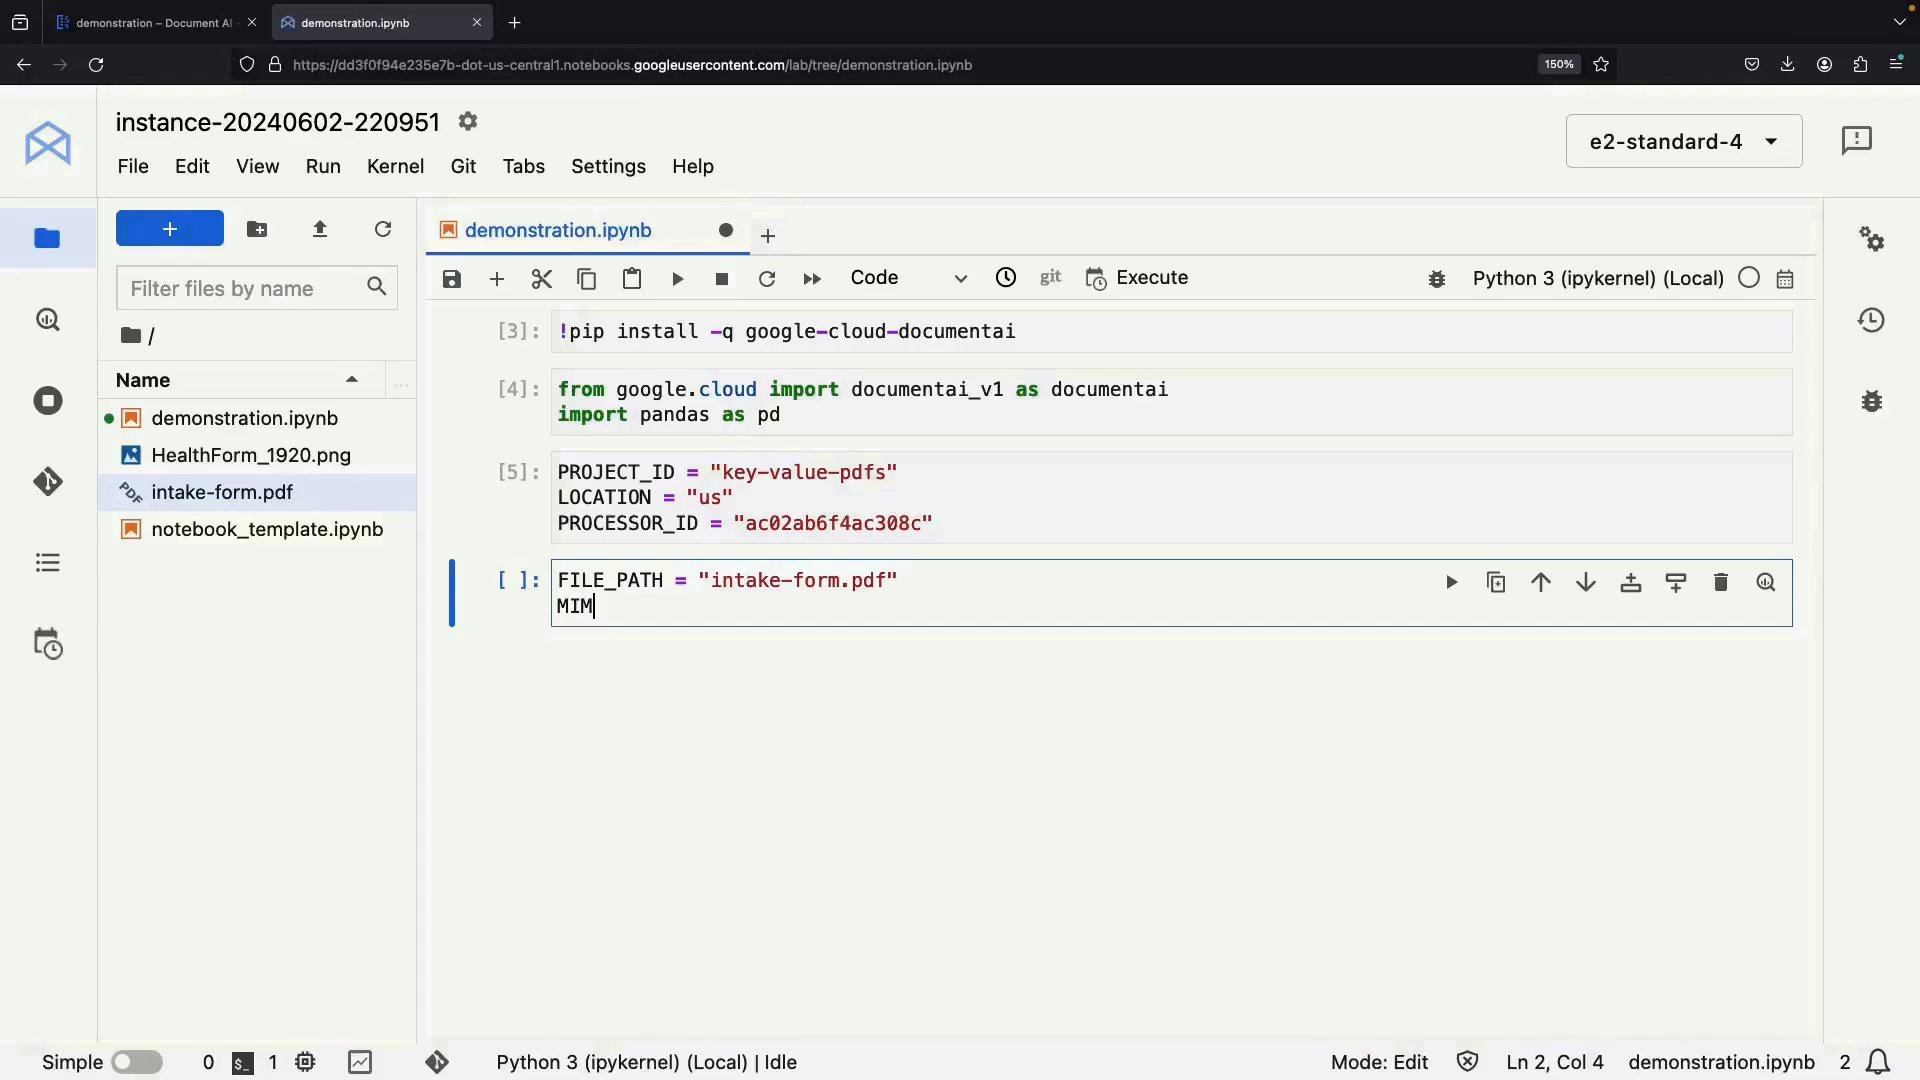 demonstration – Document AI
demonstration.ipynb
https://dd3f0f94e235e7b-dot-us-central1.notebooks.googleusercontent.com/lab/tree/demonstration.ipynb
150%
instance-20240602-220951
e2-standard-4
File Edit View Run Kernel Git Tabs Settings Help
demonstration.ipynb
Filter files by name
/
Name
demonstration.ipynb
HealthForm_1920.png
intake-form.pdf
notebook_template.ipynb
Code
git
Execute
Python 3 (ipykernel) (Local)
[3]: !pip install -q google-cloud-documentai
[4]: from google.cloud import documentai_v1 as documentai
import pandas as pd
[5]: PROJECT_ID = "key-value-pdfs"
LOCATION = "us"
PROCESSOR_ID = "ac02ab6f4ac308c"
[ ]: FILE_PATH = "intake-form.pdf"
MIM
Simple 0 $_ 1 Python 3 (ipykernel) (Local) | Idle Mode: Edit Ln 2, Col 4 demonstration.ipynb 2